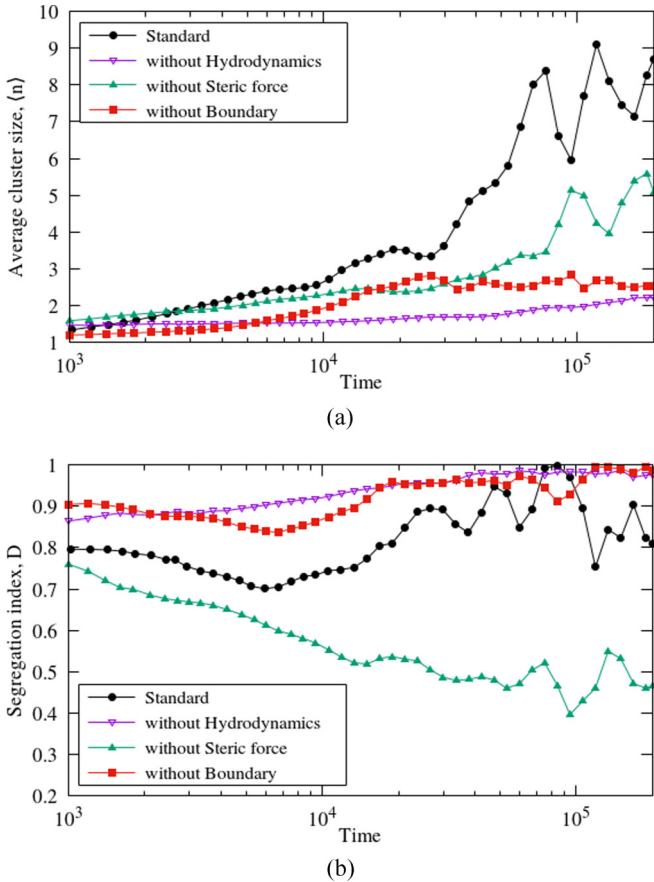 10
9
8
7
6
5
4
3
2
1
Average cluster size, ⟨n⟩
Standard
without Hydrodynamics
without Steric force
without Boundary
10³ 10⁴ 10⁵
Time
(a)
1
0.9
0.8
0.7
0.6
0.5
0.4
0.3
0.2
Segregation index, D
Standard
without Hydrodynamics
without Steric force
without Boundary
10³ 10⁴ 10⁵
Time
(b)